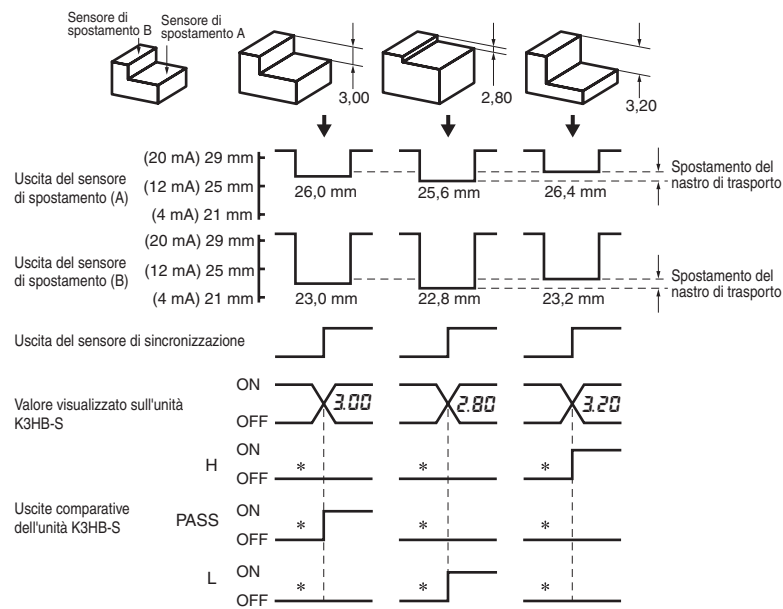 Sensore di
spostamento B
Sensore di
spostamento A
3,00
2,80
3,20
Uscita del sensore
di spostamento (A)
(20 mA) 29 mm
(12 mA) 25 mm
(4 mA) 21 mm
26,0 mm
25,6 mm
26,4 mm
Spostamento del
nastro di trasporto
Uscita del sensore
di spostamento (B)
(20 mA) 29 mm
(12 mA) 25 mm
(4 mA) 21 mm
23,0 mm
22,8 mm
23,2 mm
Spostamento del
nastro di trasporto
Uscita del sensore di sincronizzazione
Valore visualizzato sull'unità
K3HB-S
ON
OFF
3.00
2.80
3.20
H
ON
OFF
* * *
Uscite comparative
dell'unità K3HB-S
PASS
ON
OFF
* * *
L
ON
OFF
* * *